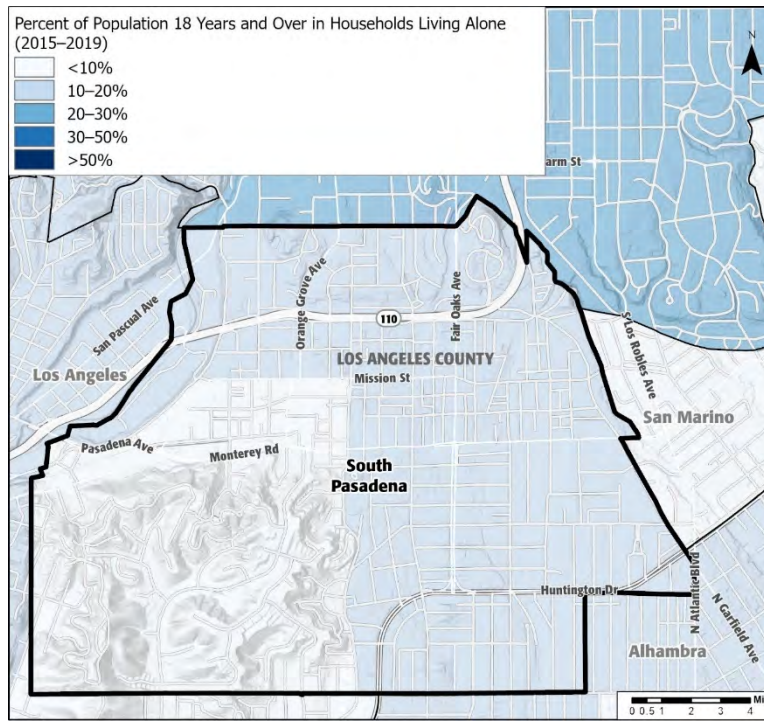 Percent of Population 18 Years and Over in Households Living Alone
(2015–2019)
<10%
10–20%
20–30%
30–50%
>50%
N
arm St
Orange Grove Ave
San Pascual Ave
110
Fair Oaks Ave
S Los Robles Ave
LOS ANGELES COUNTY
Los Angeles
Mission St
San Marino
Pasadena Ave
Monterey Rd
South
Pasadena
Huntington Dr
N Atlantic Blvd
N Garfield Ave
Alhambra
Mi
0 0.5 1 2 3 4